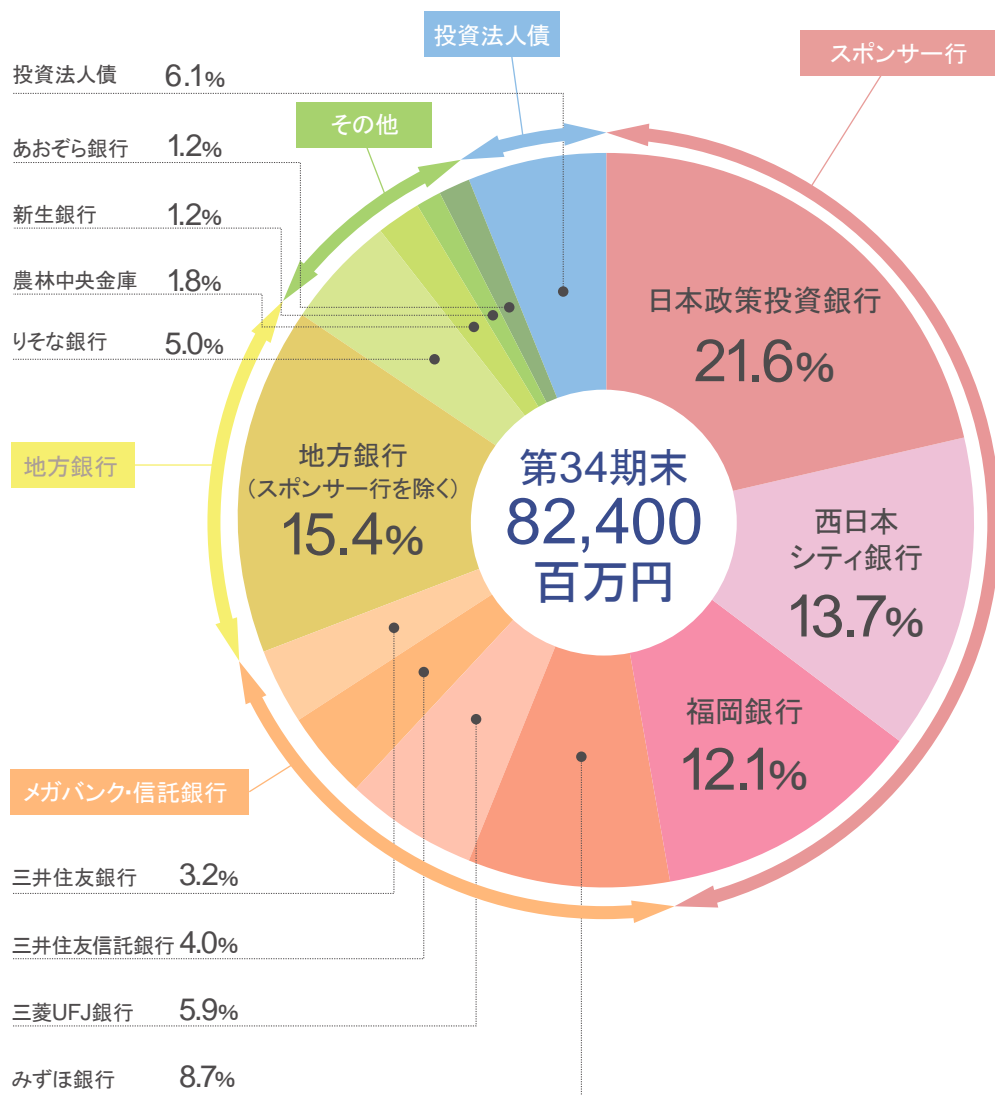 投資法人債
スポンサー行
投資法人債 6.1%
その他
あおぞら銀行 1.2%
新生銀行 1.2%
農林中央金庫 1.8%
りそな銀行 5.0%
日本政策投資銀行
21.6%
地方銀行
地方銀行
(スポンサー行を除く)
15.4%
第34期末
82,400
百万円
西日本
シティ銀行
13.7%
福岡銀行
12.1%
メガバンク・信託銀行
三井住友銀行 3.2%
三井住友信託銀行 4.0%
三菱UFJ銀行 5.9%
みずほ銀行 8.7%